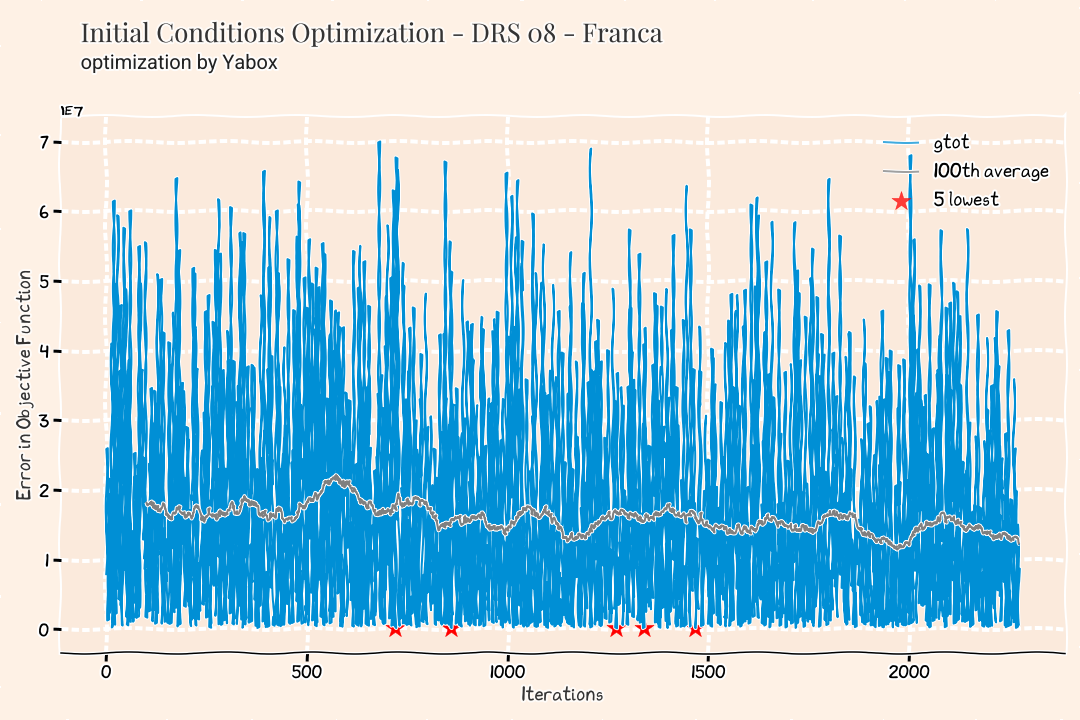 Initial Conditions Optimization - DRS 08 - Franca
optimization by Yabox
1E7
gtot
100th average
5 lowest
7
6
5
4
3
2
1
0
Error in Objective Function
0 500 1000 1500 2000
Iterations